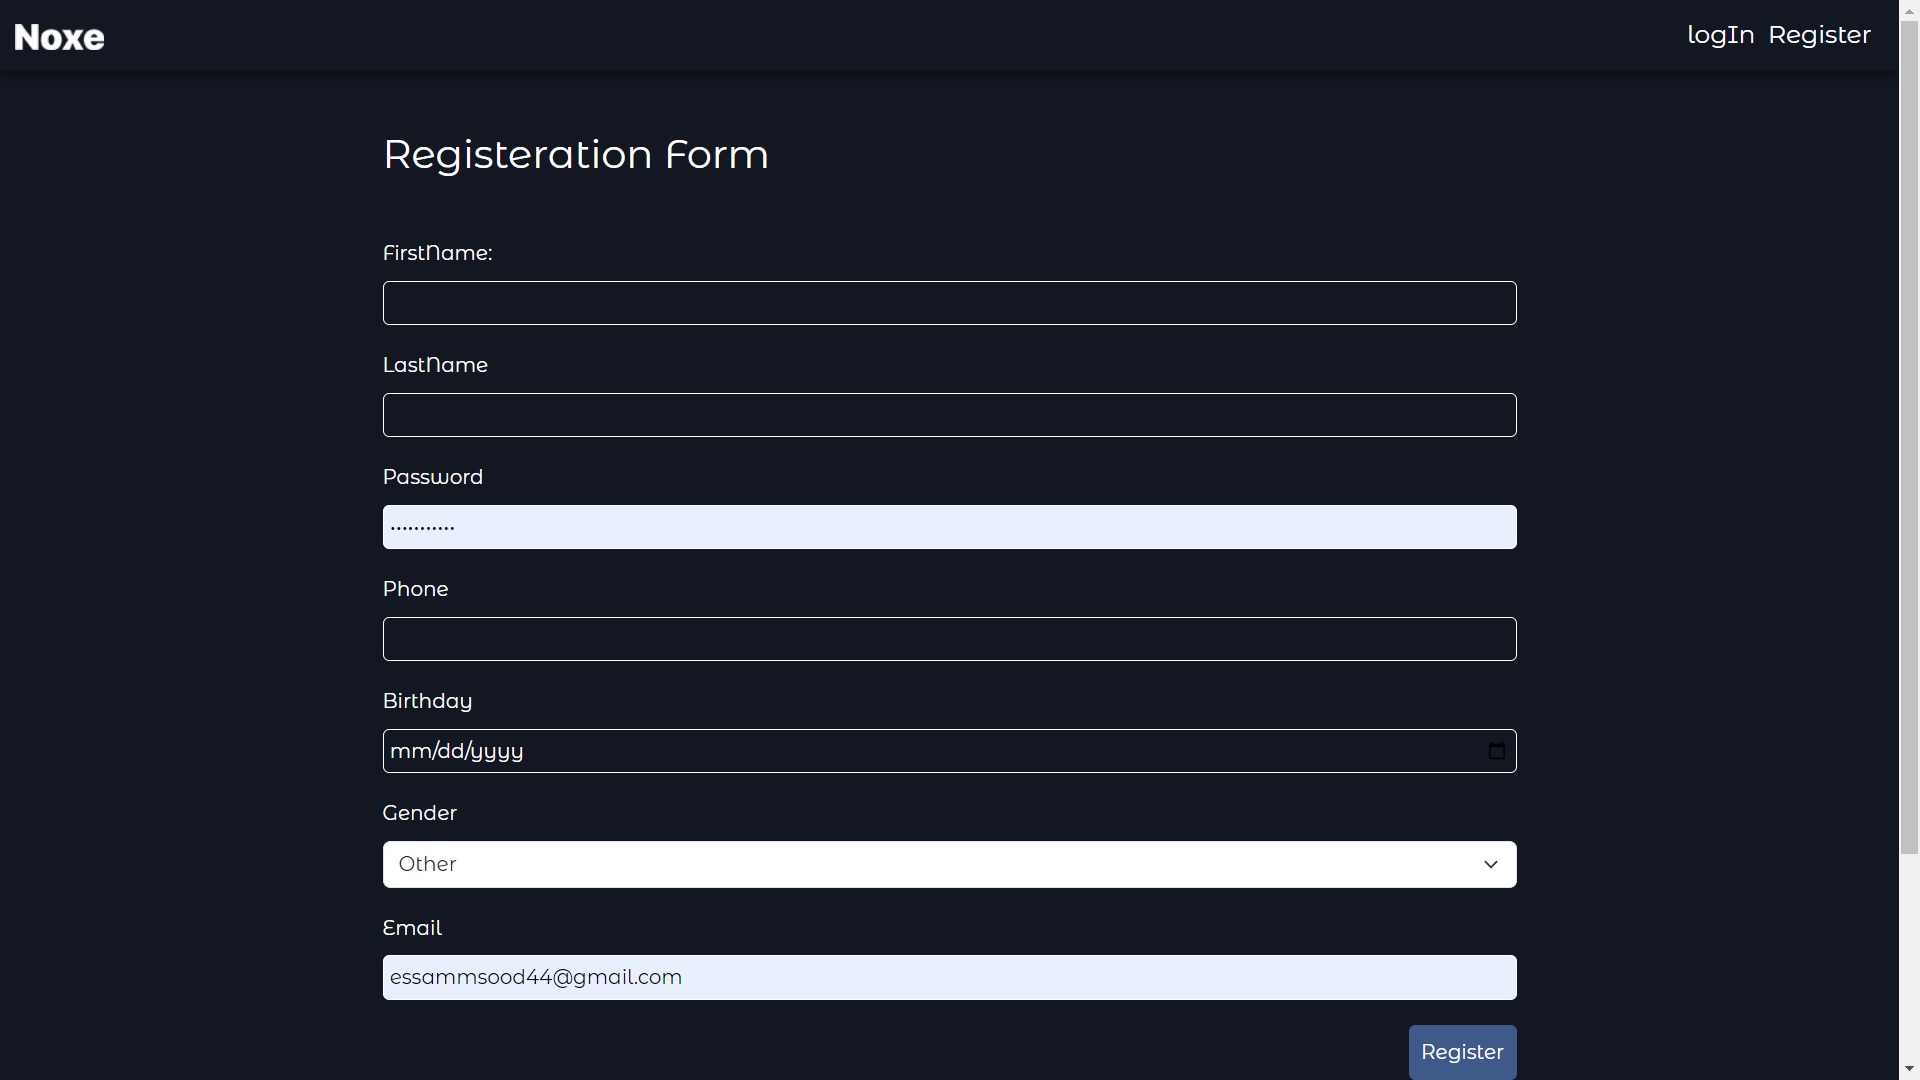 Noxe
logIn Register
Registeration Form
FirstName:
LastName
Password
•••••••••••
Phone
Birthday
mm/dd/yyyy
Gender
Other
Email
essammsood44@gmail.com
Register